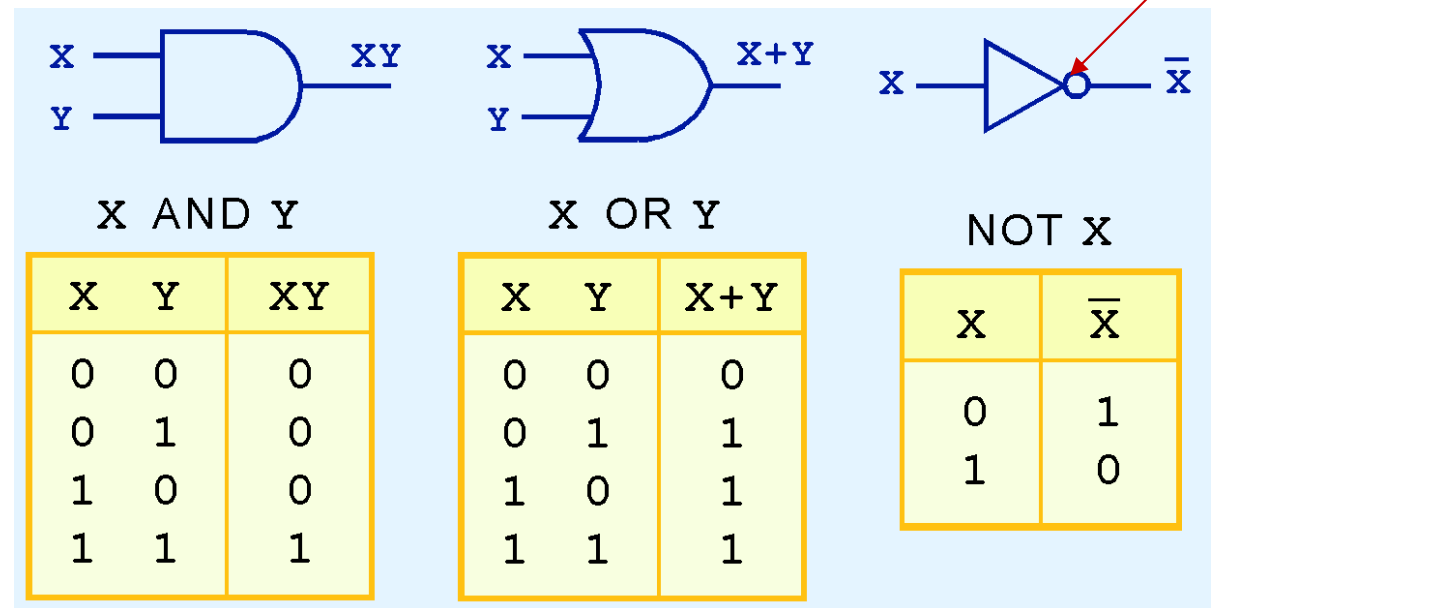 X
Y
XY
X AND Y
X Y XY
0 0 0
0 1 0
1 0 0
1 1 1
X
Y
X+Y
X OR Y
X Y X+Y
0 0 0
0 1 1
1 0 1
1 1 1
X
X̅
NOT X
X X̅
0 1
1 0